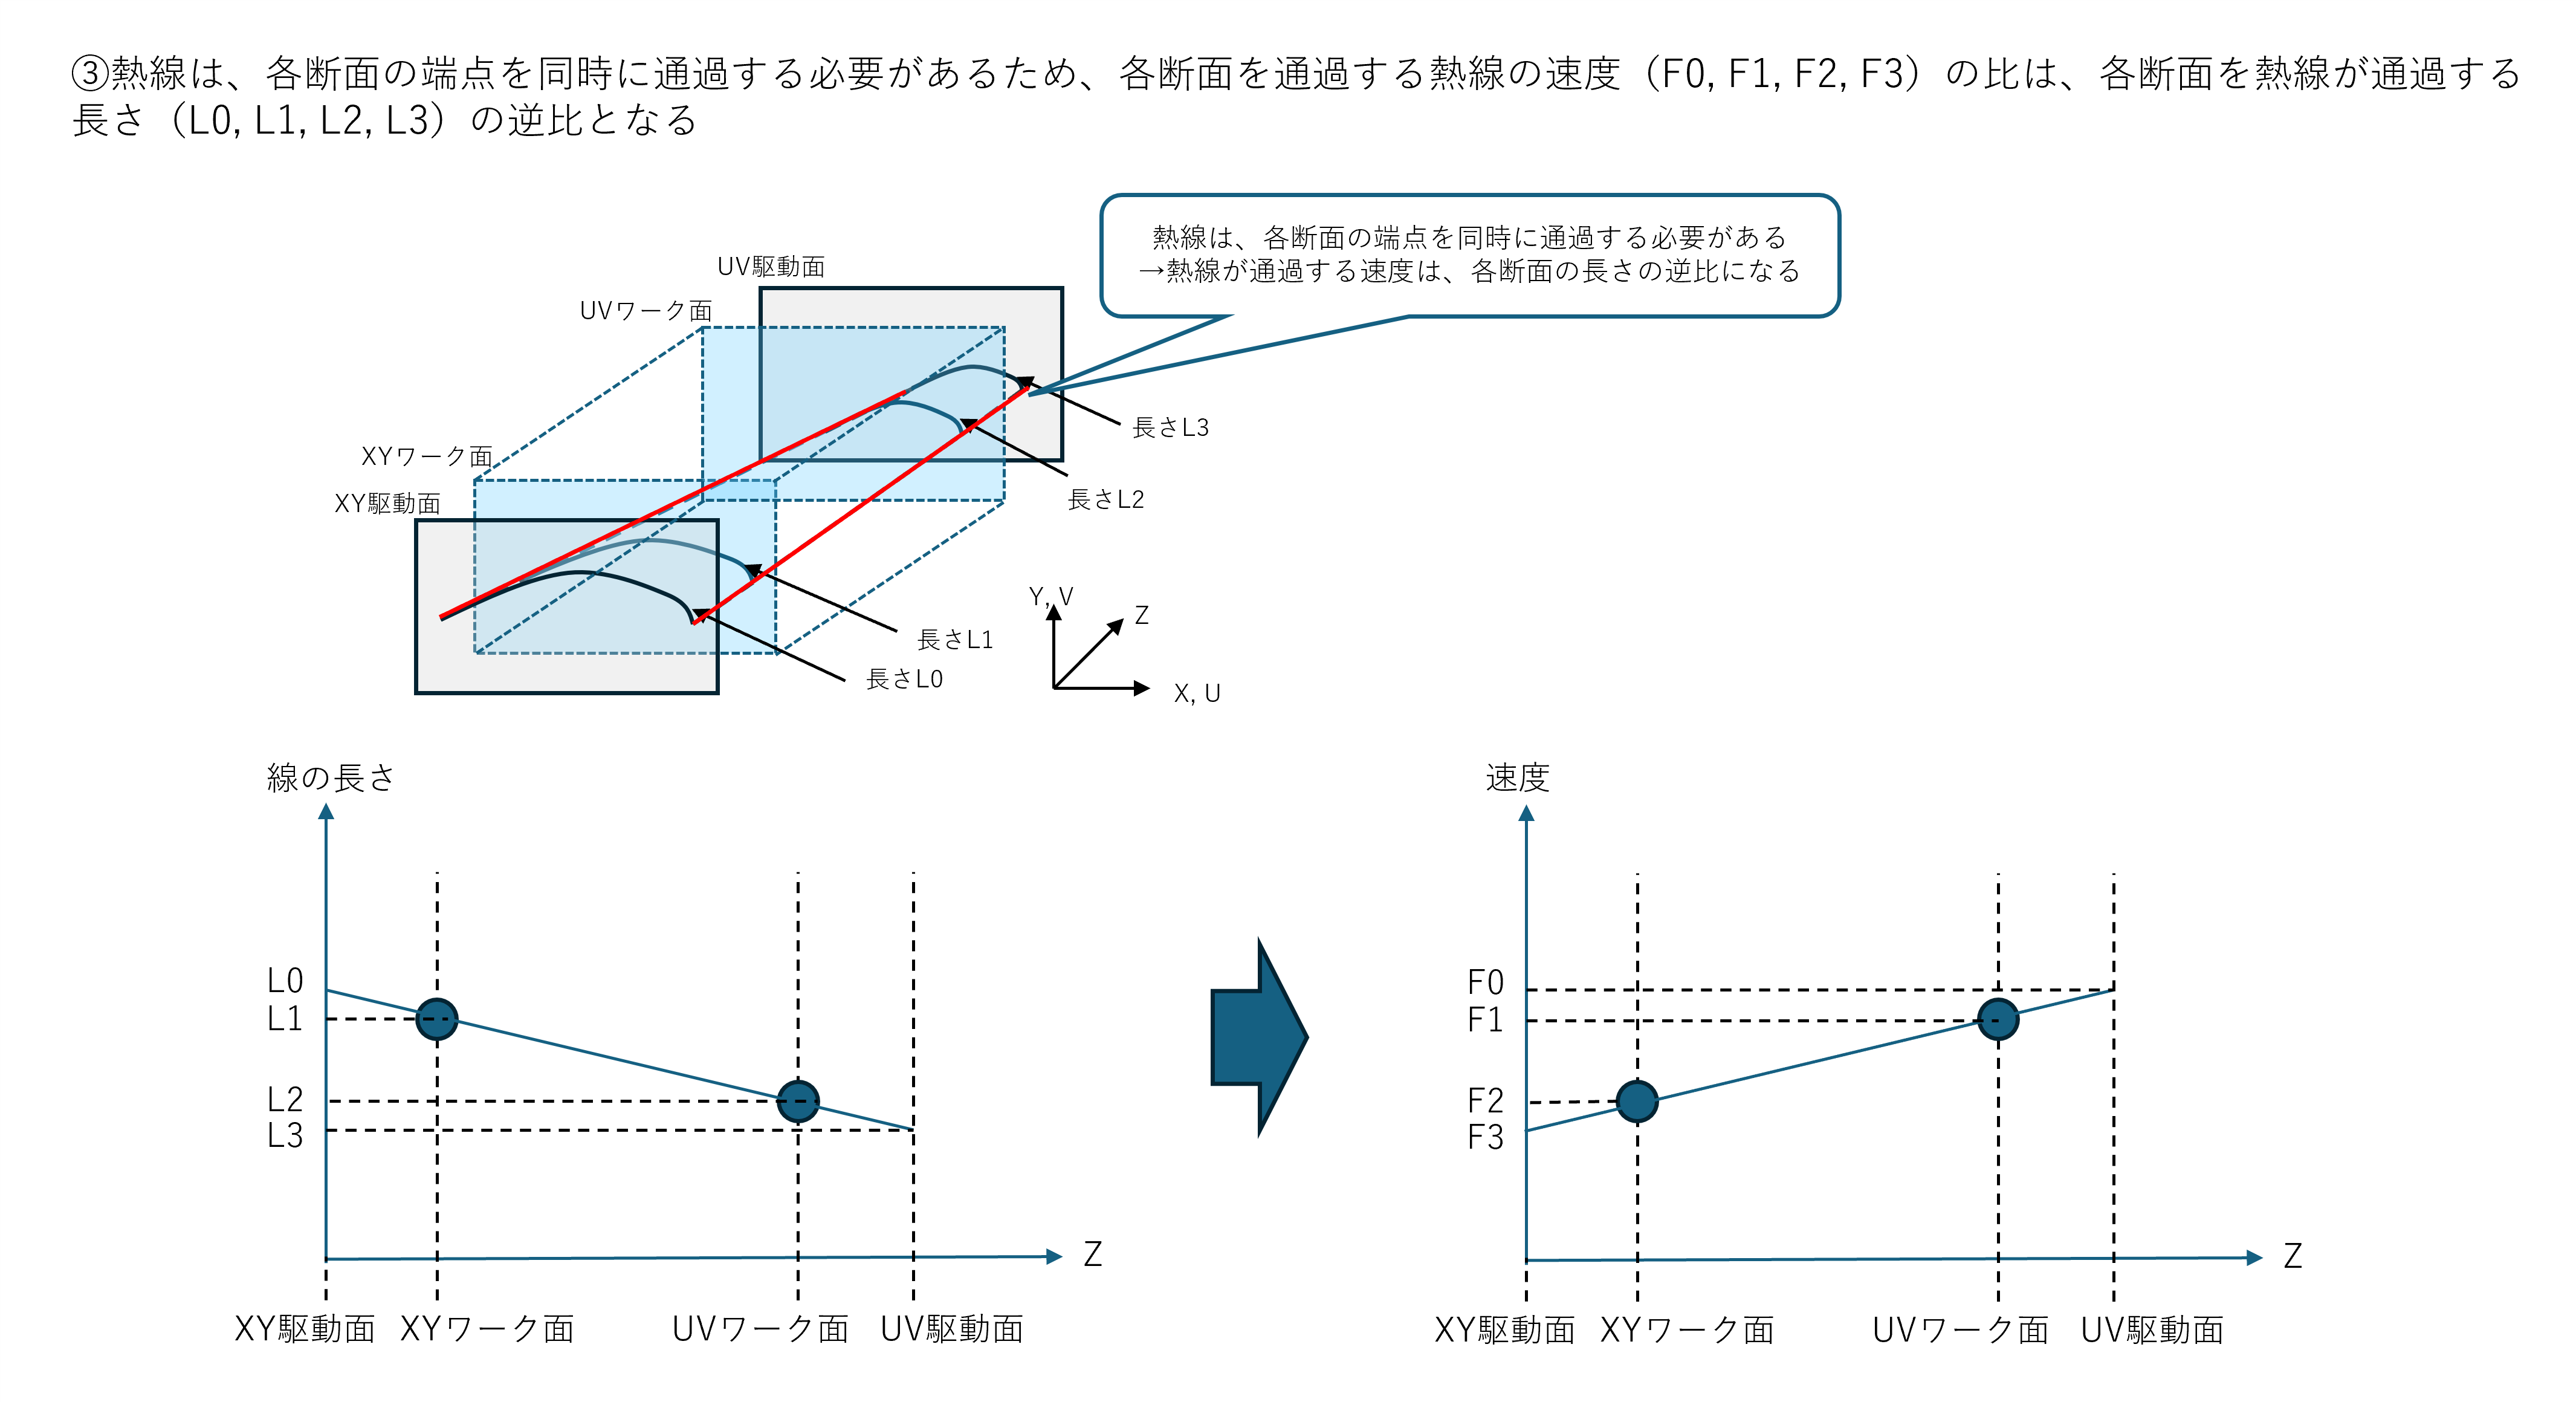 ③熱線は、各断面の端点を同時に通過する必要があるため、各断面を通過する熱線の速度（F0, F1, F2, F3）の比は、各断面を熱線が通過する
長さ（L0, L1, L2, L3）の逆比となる
熱線は、各断面の端点を同時に通過する必要がある
→熱線が通過する速度は、各断面の長さの逆比になる
UV駆動面
UVワーク面
XYワーク面
XY駆動面
長さL3
長さL2
長さL1
長さL0
Y, V
Z
X, U
線の長さ
L0
L1
L2
L3
Z
XY駆動面
XYワーク面
UVワーク面
UV駆動面
速度
F0
F1
F2
F3
Z
XY駆動面
XYワーク面
UVワーク面
UV駆動面